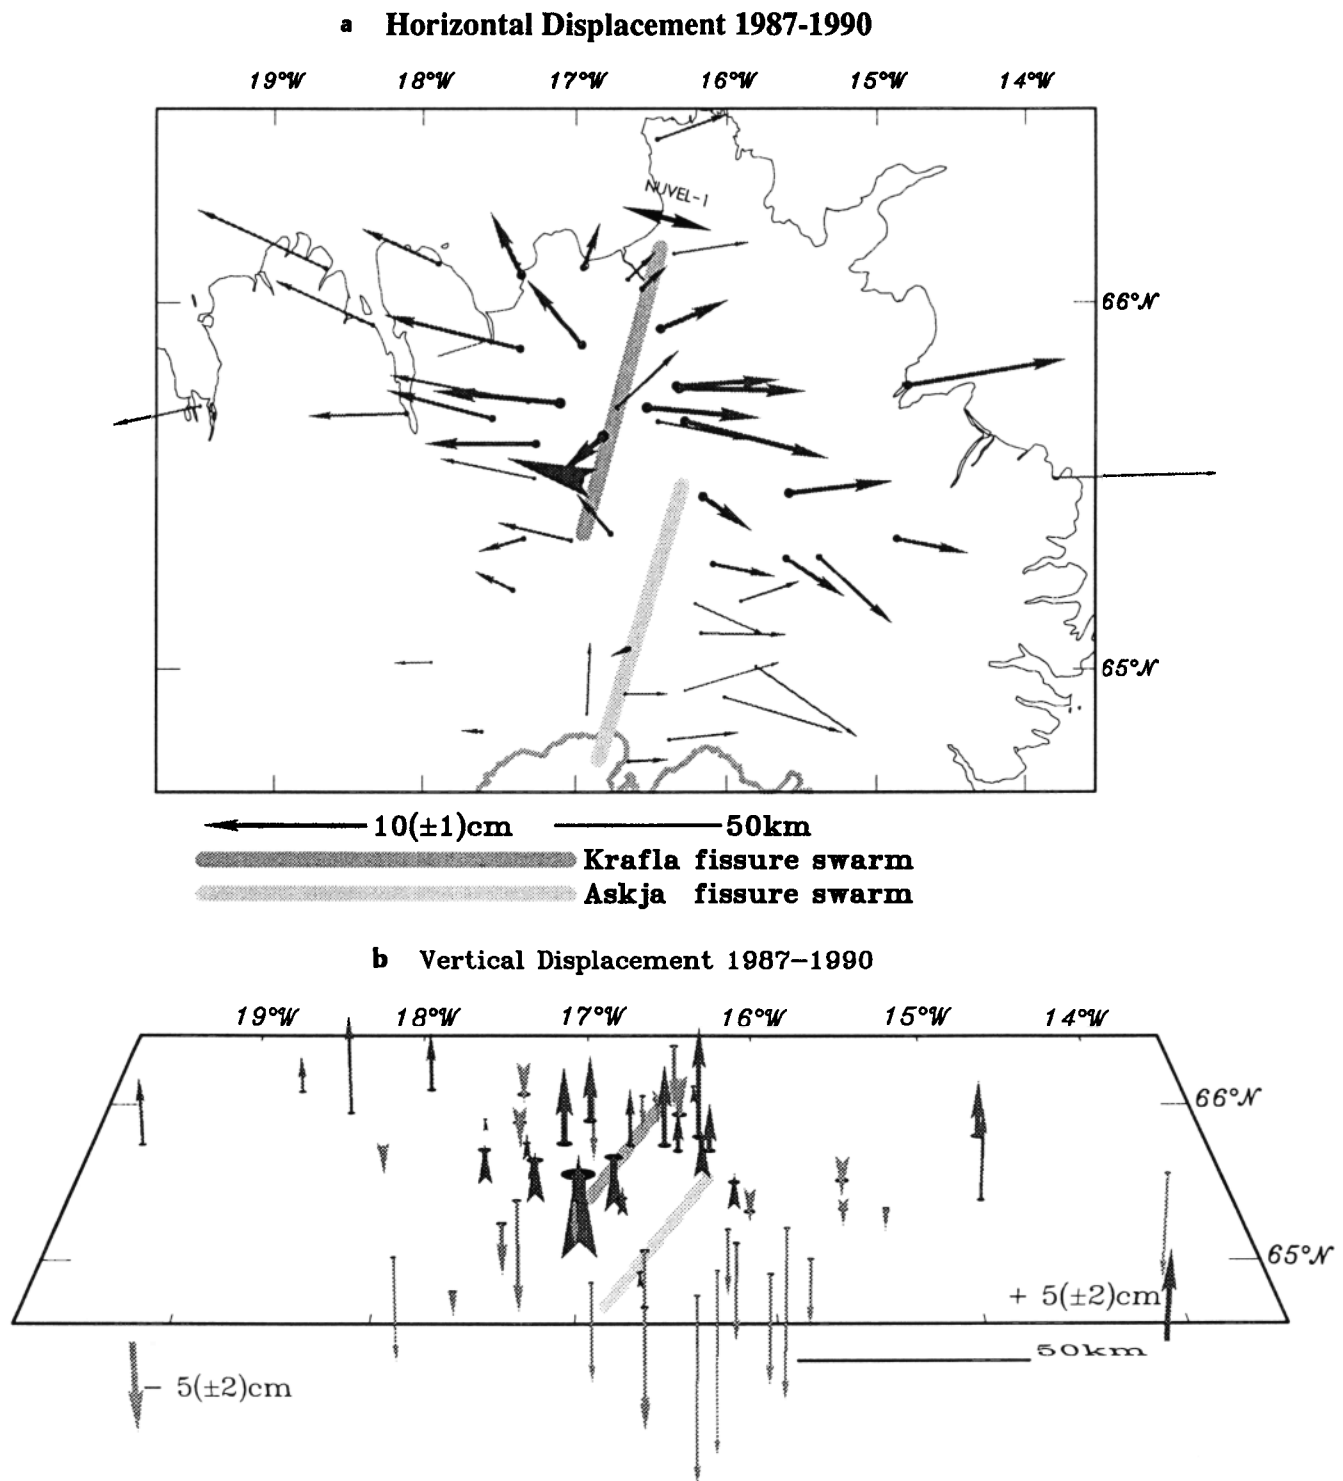 a Horizontal Displacement 1987-1990
19°W 18°W 17°W 16°W 15°W 14°W
NUVEL-1
66°N
65°N
10(±1)cm 50km
Krafla fissure swarm
Askja fissure swarm
b Vertical Displacement 1987-1990
19°W 18°W 17°W 16°W 15°W 14°W
66°N
65°N
+ 5(±2)cm
50km
- 5(±2)cm